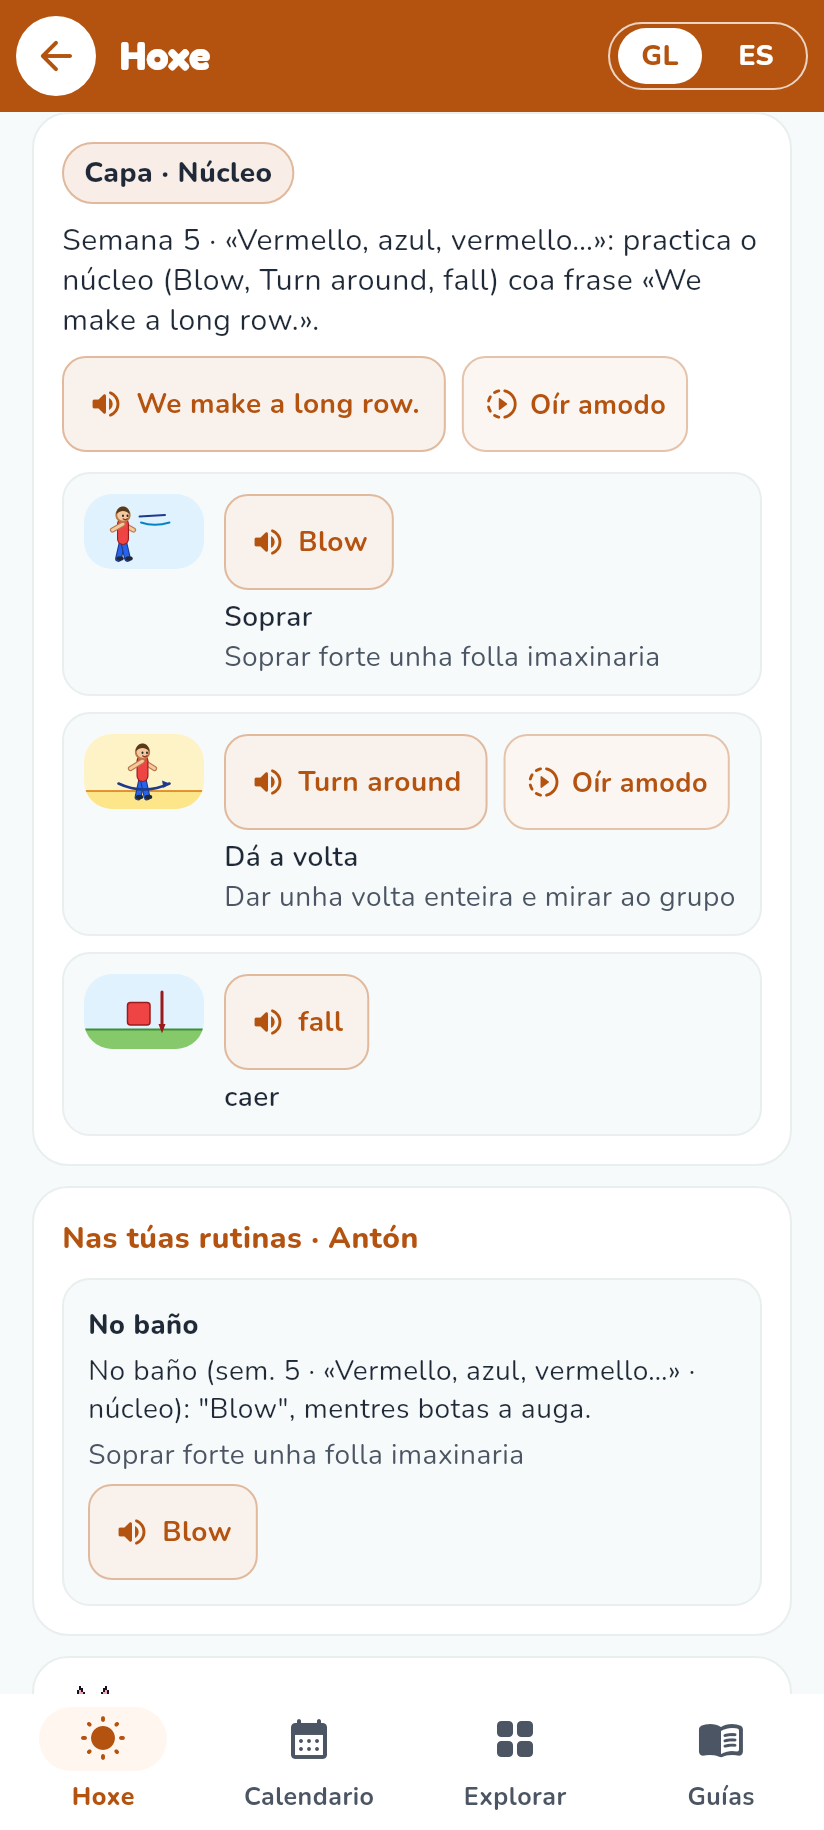 Hoxe
GL ES
Capa · Núcleo
Semana 5 · «Vermello, azul, vermello…»: practica o
núcleo (Blow, Turn around, fall) coa frase «We
make a long row.».
We make a long row.
Oír amodo
Blow
Soprar
Soprar forte unha folla imaxinaria
Turn around
Oír amodo
Dá a volta
Dar unha volta enteira e mirar ao grupo
fall
caer
Nas túas rutinas · Antón
No baño
No baño (sem. 5 · «Vermello, azul, vermello…» ·
núcleo): "Blow", mentres botas a auga.
Soprar forte unha folla imaxinaria
Blow
Hoxe
Calendario
Explorar
Guías